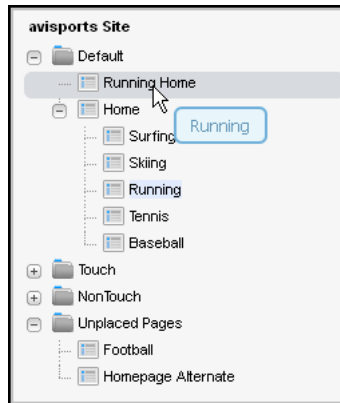 avisports Site
Default
Running Home
Home
Running
Surfing
Skiing
Running
Tennis
Baseball
Touch
NonTouch
Unplaced Pages
Football
Homepage Alternate